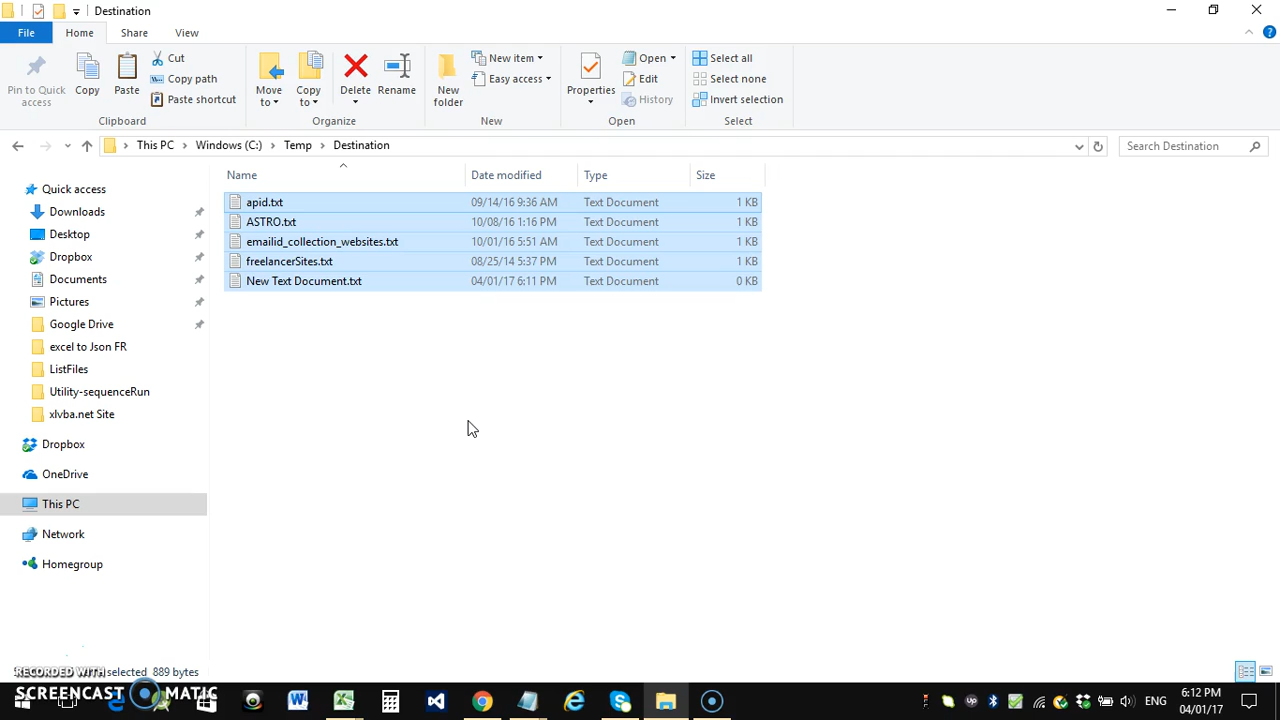 Destination
File Home Share View
Pin to Quick access
Copy
Paste
Cut
Copy path
Paste shortcut
Move to
Copy to
Delete
Rename
New folder
New item
Easy access
Properties
Open
Edit
History
Select all
Select none
Invert selection
Clipboard Organize New Open Select
This PC Windows (C:) Temp Destination
Search Destination
Name Date modified Type Size
apid.txt 09/14/16 9:36 AM Text Document 1 KB
ASTRO.txt 10/08/16 1:16 PM Text Document 1 KB
emailid_collection_websites.txt 10/01/16 5:51 AM Text Document 1 KB
freelancerSites.txt 08/25/14 5:37 PM Text Document 1 KB
New Text Document.txt 04/01/17 6:11 PM Text Document 0 KB
Quick access
Downloads
Desktop
Dropbox
Documents
Pictures
Google Drive
excel to Json FR
ListFiles
Utility-sequenceRun
xlvba.net Site
Dropbox
OneDrive
This PC
Network
Homegroup
selected 889 bytes
RECORDED WITH
SCREENCAST MATIC
ENG
6:12 PM
04/01/17